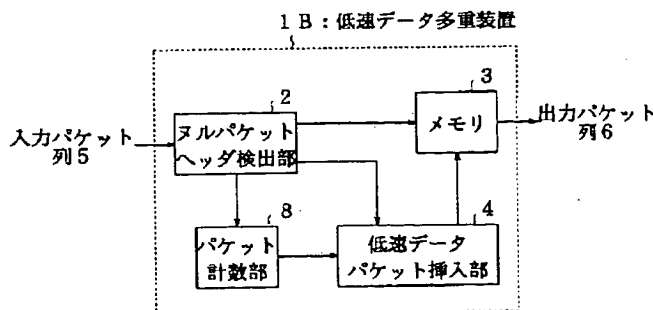 1B:低速データ多重装置
2
3
ヌルパケット
ヘッダ検出部
メモリ
入力パケット
列5
出力パケット
列6
8
4
パケット
計数部
低速データ
パケット挿入部